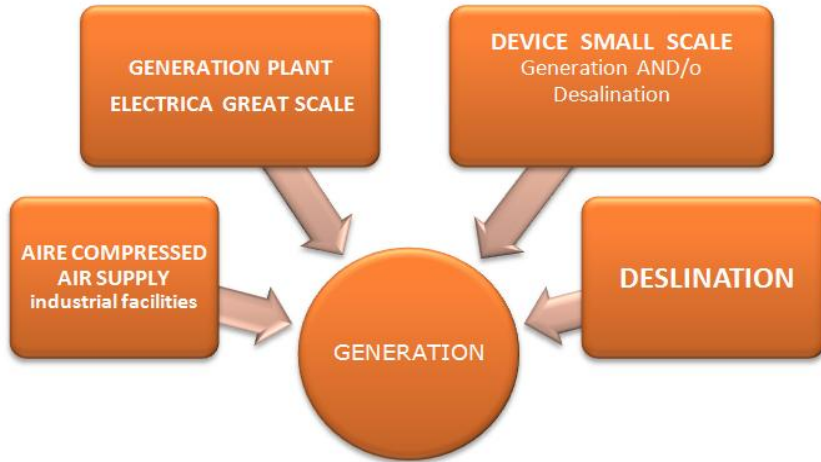 GENERATION PLANT
ELECTRICA GREAT SCALE
DEVICE SMALL SCALE
Generation AND/o
Desalination
AIRE COMPRESSED
AIR SUPPLY
industrial facilities
DESLINATION
GENERATION